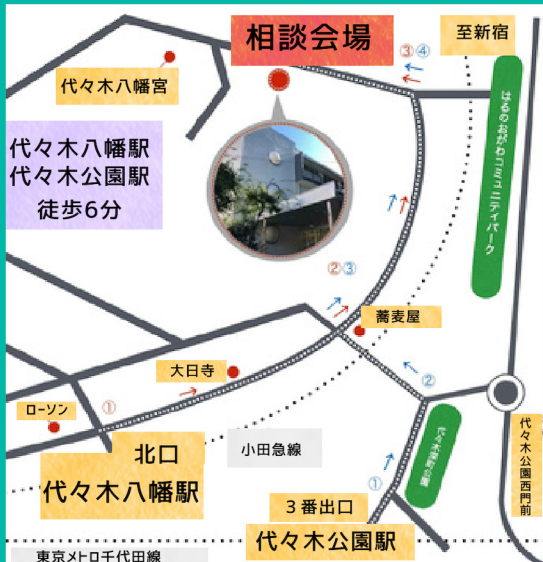 相談会場
至新宿
③④
代々木八幡宮
はるのおがわコミュニティパーク
代々木八幡駅
代々木公園駅
徒歩6分
②③
蕎麦屋
大日寺
②
ローソン
①
北口
代々木八幡駅
小田急線
代々木深町公園
代々木公園西門前
①
3番出口
代々木公園駅
東京メトロ千代田線